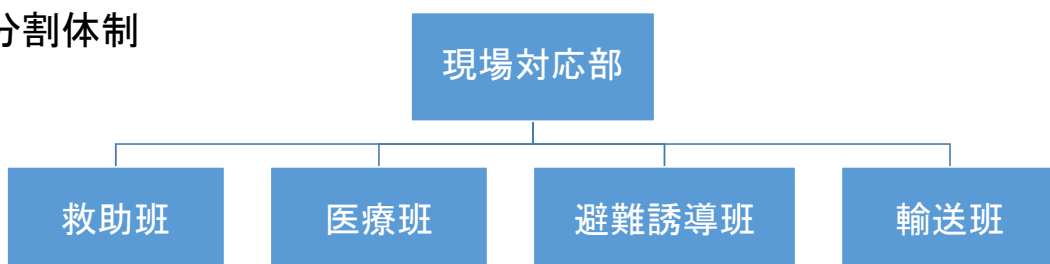 分割体制
現場対応部
救助班
医療班
避難誘導班
輸送班